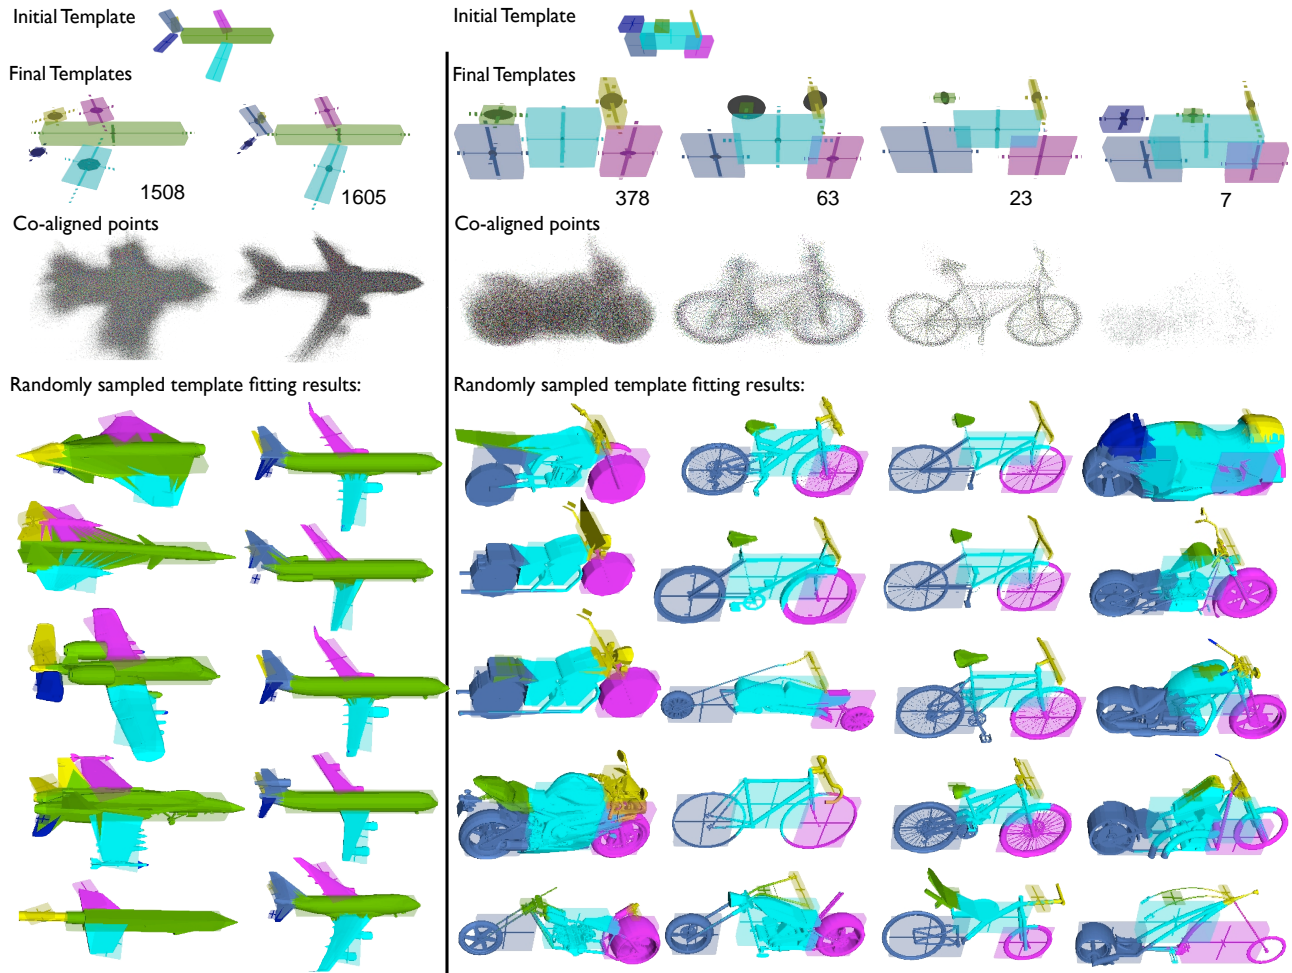 Initial Template
Final Templates
1508
1605
Co-aligned points
Randomly sampled template fitting results:
Initial Template
Final Templates
378
63
23
7
Co-aligned points
Randomly sampled template fitting results: